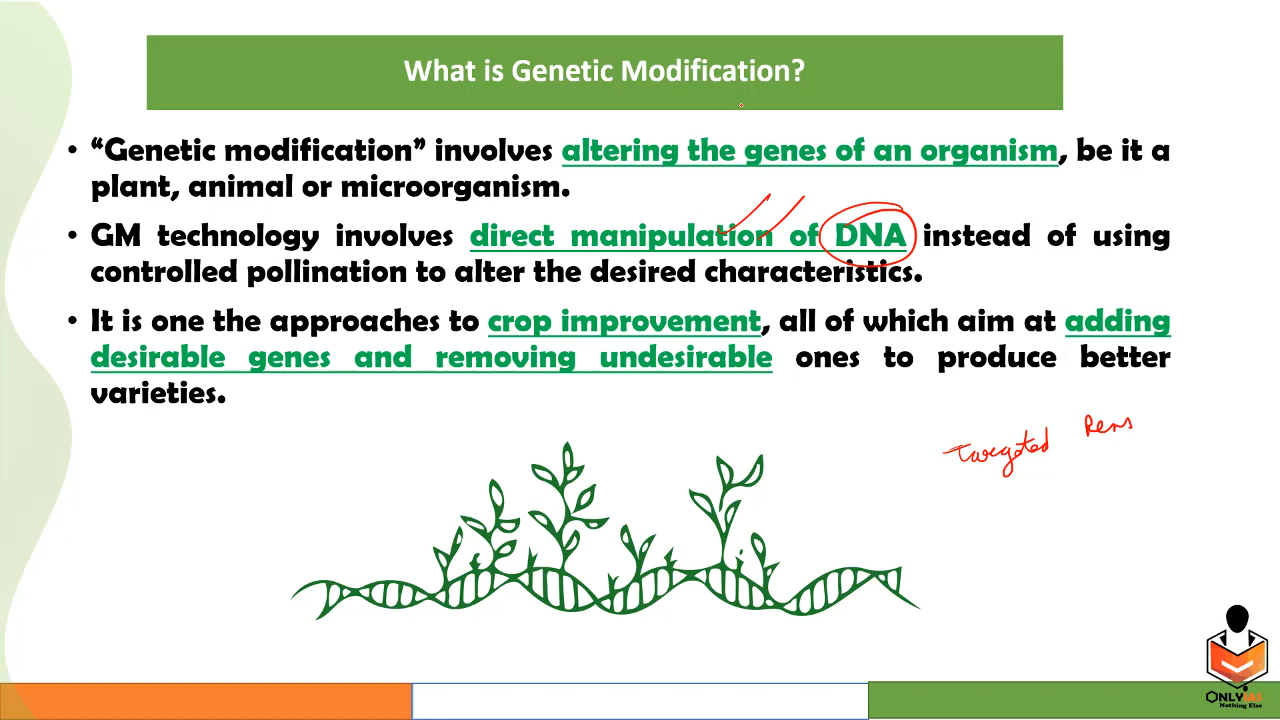 What is Genetic Modification?
• “Genetic modification” involves altering the genes of an organism, be it a
plant, animal or microorganism.
• GM technology involves direct manipulation of DNA instead of using
controlled pollination to alter the desired characteristics.
• It is one the approaches to crop improvement, all of which aim at adding
desirable genes and removing undesirable ones to produce better
varieties.
Targeted
ONLYIAS
Nothing Else